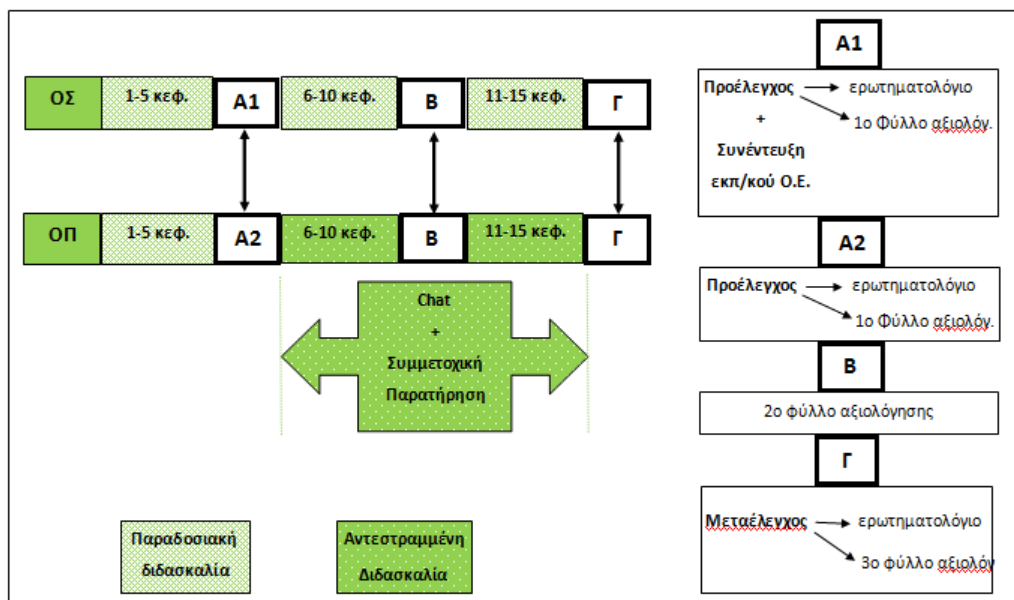 ΟΣ 1-5 κεφ. Α1 6-10 κεφ. Β 11-15 κεφ. Γ
ΟΠ 1-5 κεφ. Α2 6-10 κεφ. Β 11-15 κεφ. Γ
Chat
+
Συμμετοχική
Παρατήρηση
Παραδοσιακή
διδασκαλία
Αντεστραμμένη
Διδασκαλία
Α1
Προέλεγχος ερωτηματολόγιο
1ο Φύλλο αξιολόγ.
+
Συνέντευξη
εκπ/κού Ο.Ε.
Α2
Προέλεγχος ερωτηματολόγιο
1ο Φύλλο αξιολόγ.
Β
2ο φύλλο αξιολόγησης
Γ
Μεταέλεγχος ερωτηματολόγιο
3ο φύλλο αξιολόγ